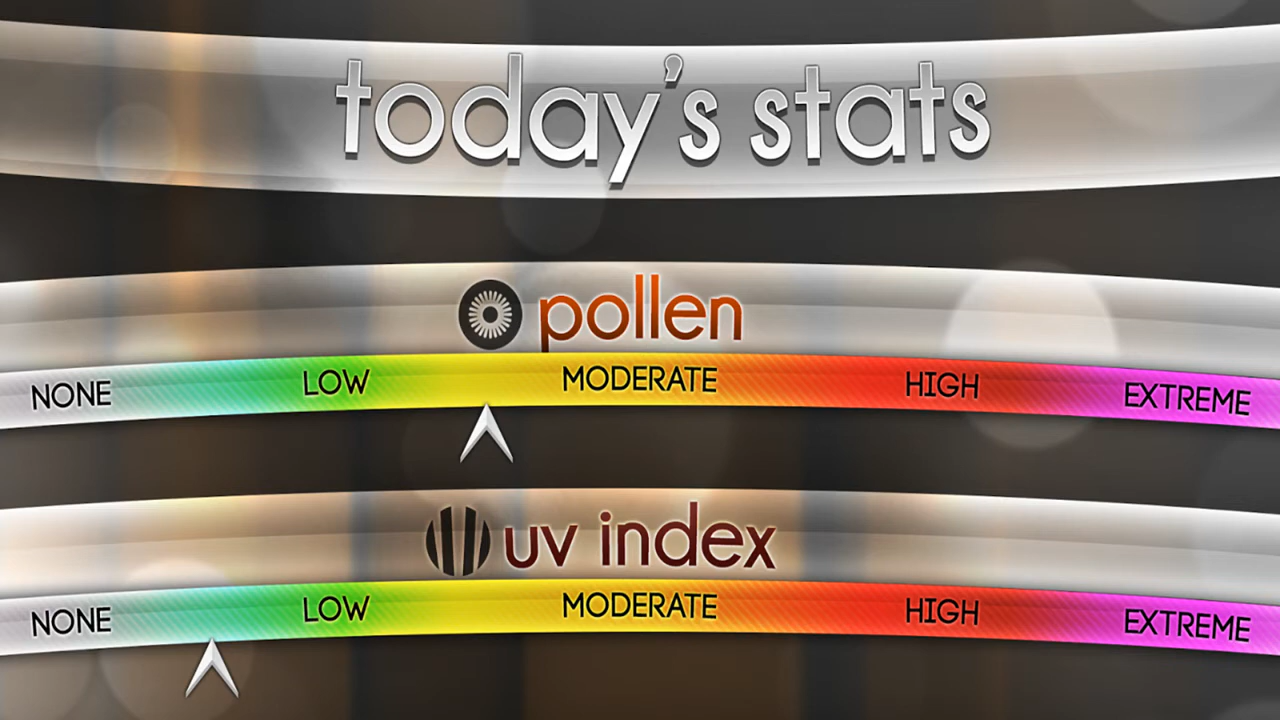 today's stats
pollen
NONE LOW MODERATE HIGH EXTREME
uv index
NONE LOW MODERATE HIGH EXTREME